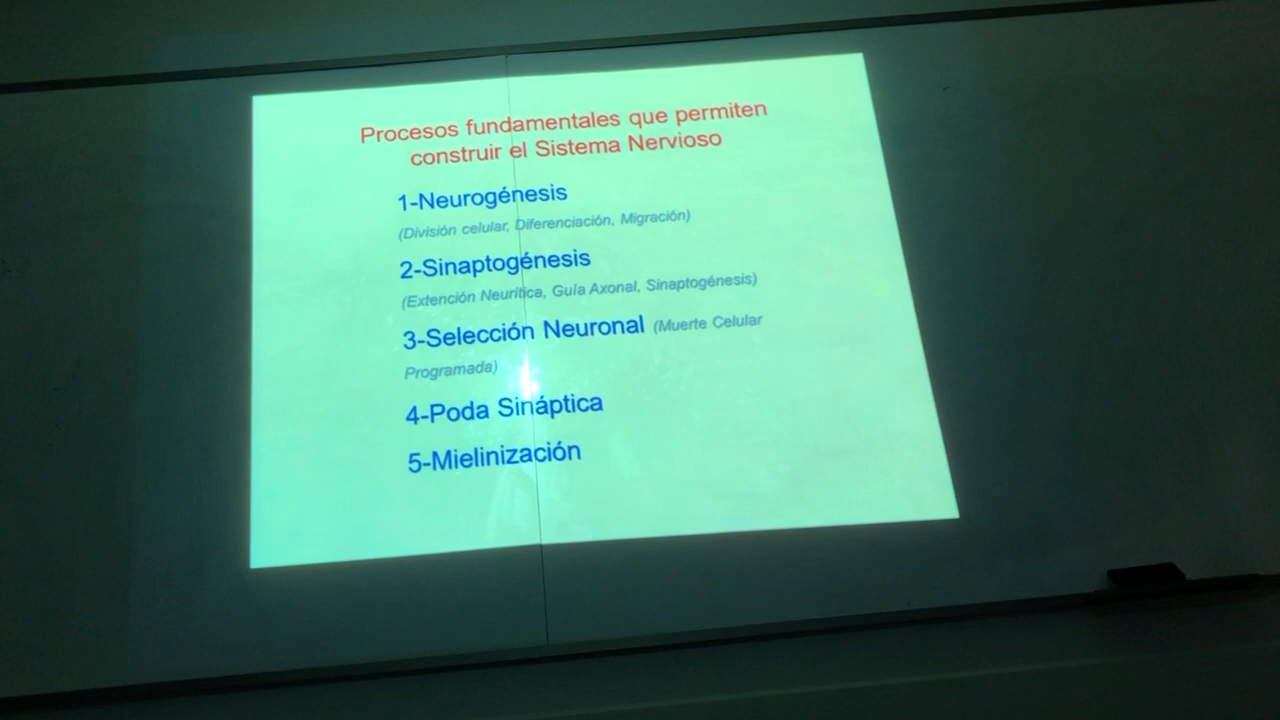 Procesos fundamentales que permiten
construir el Sistema Nervioso
1-Neurogénesis
(División celular, Diferenciación, Migración)
2-Sinaptogénesis
(Extención Neurítica, Guía Axonal, Sinaptogénesis)
3-Selección Neuronal (Muerte Celular
Programada)
4-Poda Sináptica
5-Mielinización